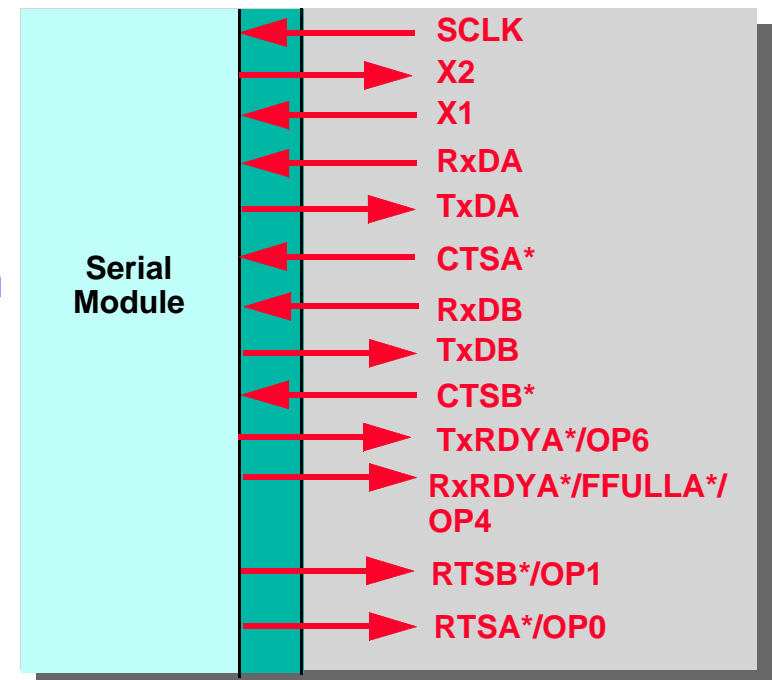 SCLK
X2
X1
RxDA
TxDA
CTSA*
Serial
Module
RxDB
TxDB
CTSB*
TxRDYA*/OP6
RxRDYA*/FFULLA*/
OP4
RTSB*/OP1
RTSA*/OP0